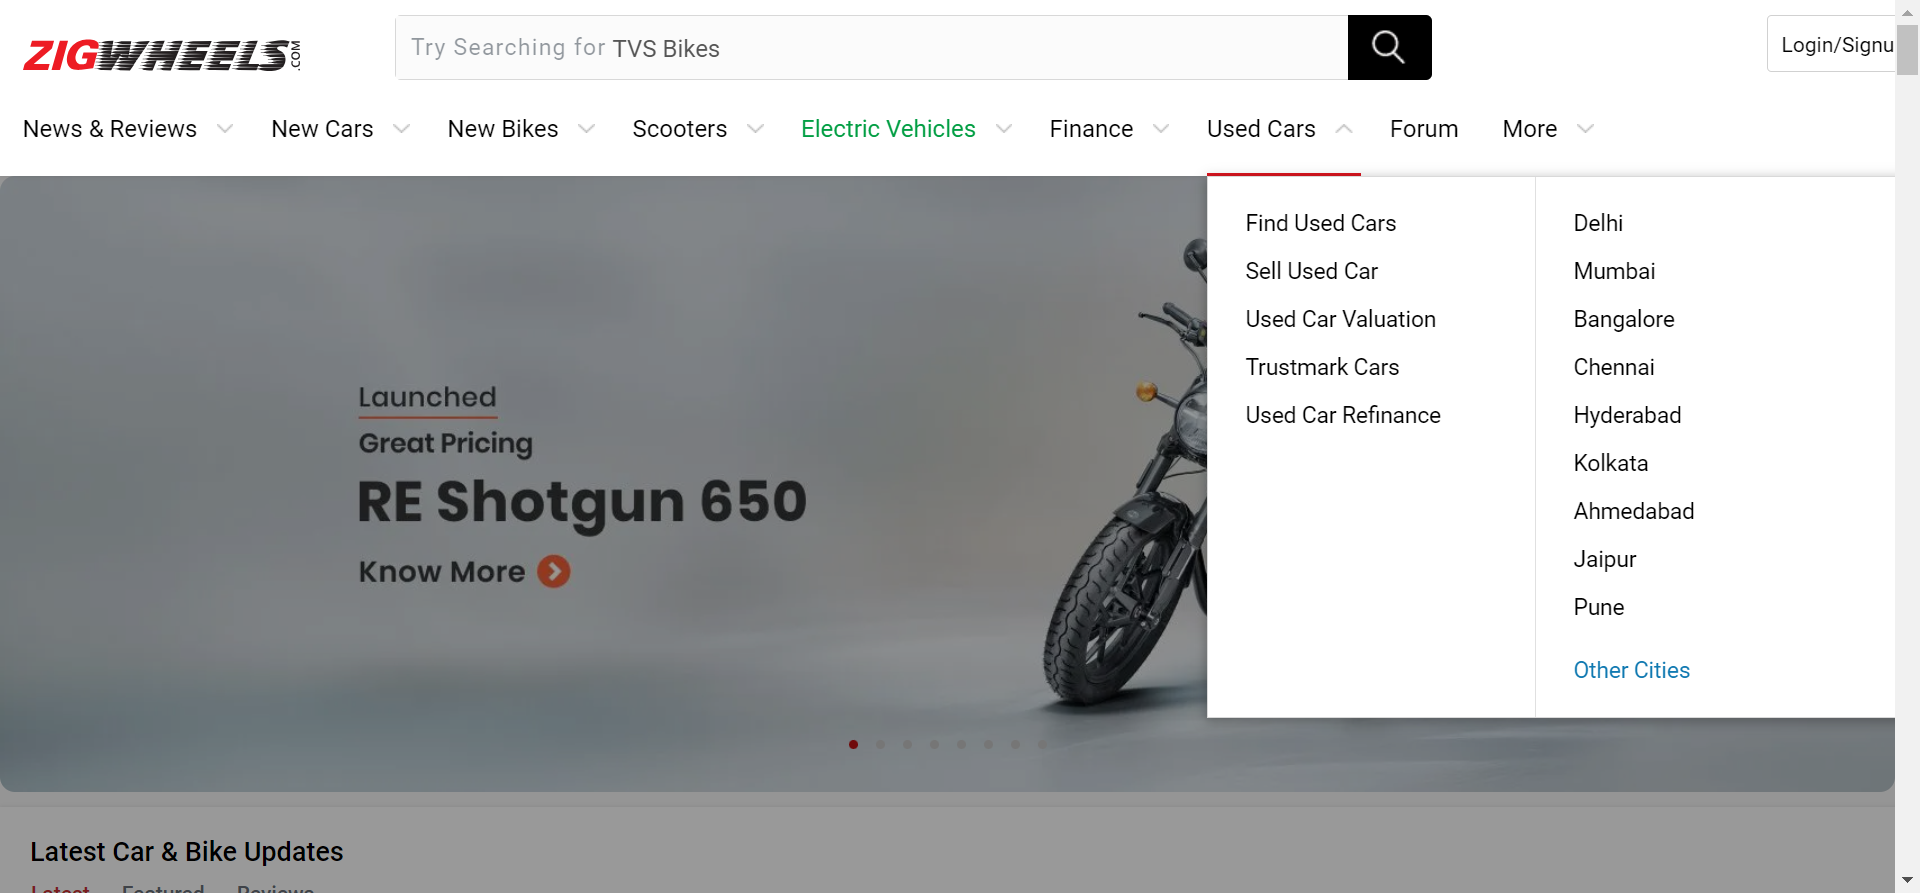 ZIGWHEELS.COM
Try Searching for TVS Bikes
Login/Signu
News & Reviews New Cars New Bikes Scooters Electric Vehicles Finance Used Cars Forum More
Find Used Cars
Sell Used Car
Used Car Valuation
Trustmark Cars
Used Car Refinance
Delhi
Mumbai
Bangalore
Chennai
Hyderabad
Kolkata
Ahmedabad
Jaipur
Pune
Other Cities
Launched
Great Pricing
RE Shotgun 650
Know More
Latest Car & Bike Updates
Latest Featured Reviews